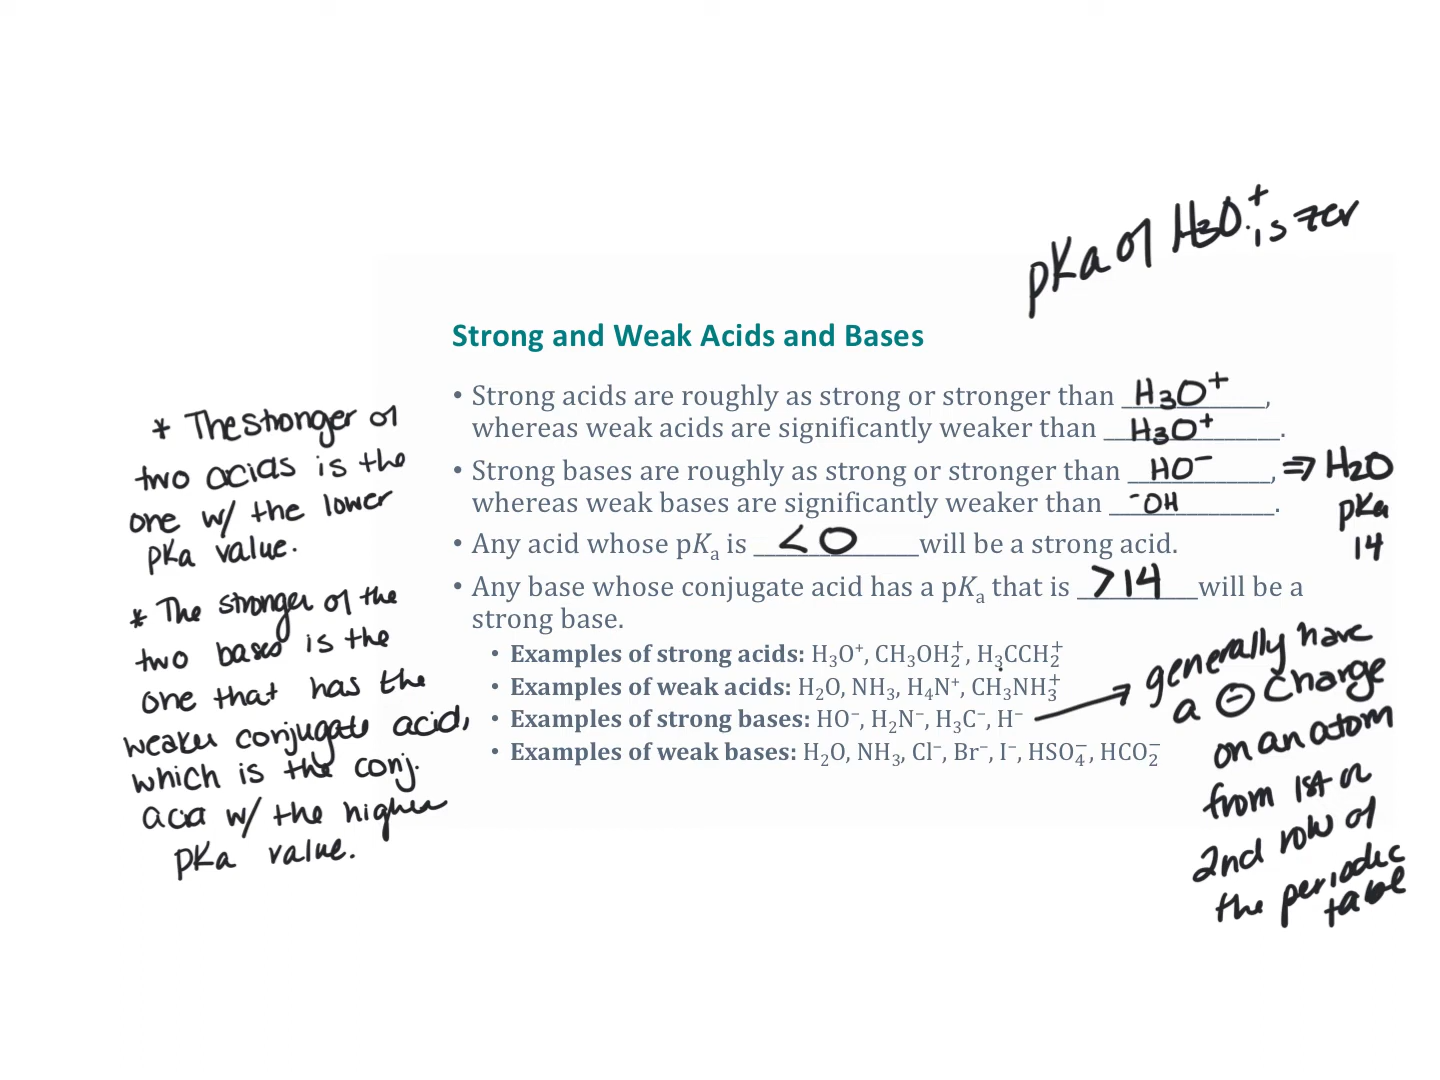 pKa of H3O+ is zer
Strong and Weak Acids and Bases
• Strong acids are roughly as strong or stronger than H3O+,
whereas weak acids are significantly weaker than H3O+.
• Strong bases are roughly as strong or stronger than HO⁻, ⇒ H2O
whereas weak bases are significantly weaker than ⁻OH.
pKa
14
• Any acid whose pKa is <0 will be a strong acid.
• Any base whose conjugate acid has a pKa that is >14 will be a
strong base.
• Examples of strong acids: H₃O⁺, CH₃OH₂⁺, H₃CCH₂⁺
• Examples of weak acids: H₂O, NH₃, H₄N⁺, CH₃NH₃⁺
• Examples of strong bases: HO⁻, H₂N⁻, H₃C⁻, H⁻
• Examples of weak bases: H₂O, NH₃, Cl⁻, Br⁻, I⁻, HSO₄⁻, HCO₂⁻
→ generally have
a ⊖ charge
on an atom
from 1st or
2nd row of
the periodic
table
* The stronger of
two acids is the
one w/ the lower
pKa value.
* The stronger of the
two bases is the
one that has the
weaker conjugate acid,
which is the conj.
acid w/ the higher
pKa value.